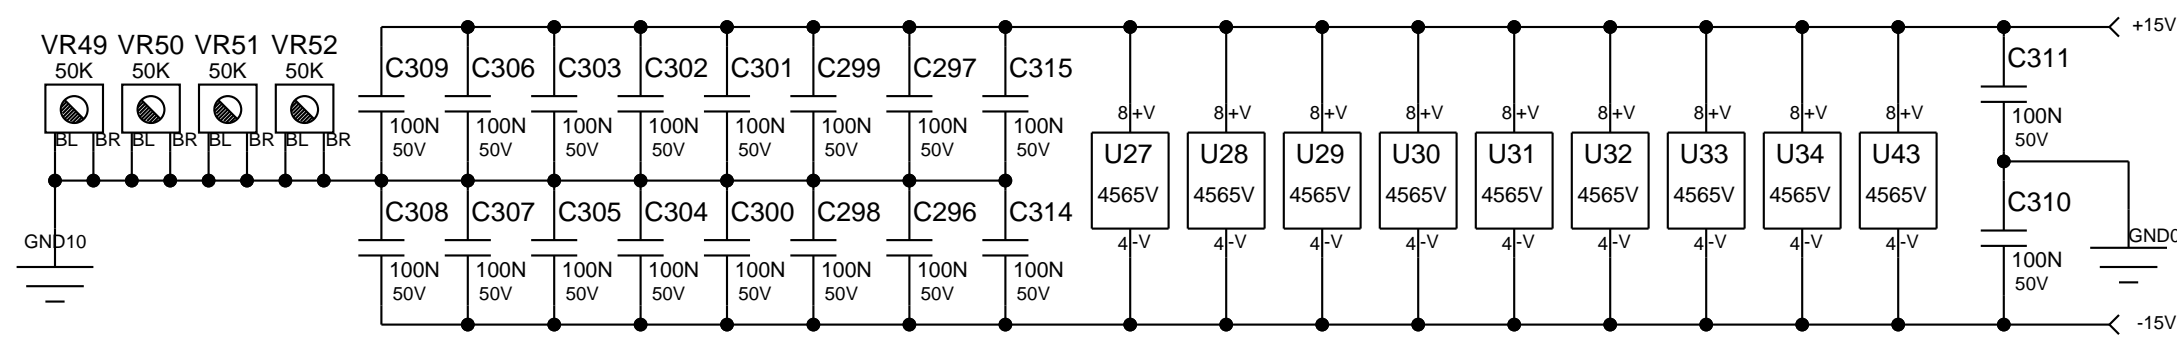 +15V
VR49 VR50 VR51 VR52
50K 50K 50K 50K
C309 C306 C303 C302 C301 C299 C297 C315 C311
100N 100N 100N 100N 100N 100N 100N 100N 100N
50V 50V 50V 50V 50V 50V 50V 50V 50V
8 +V 8 +V 8 +V 8 +V 8 +V 8 +V 8 +V 8 +V 8 +V
BL BR BL BR BL BR BL BR
U27 U28 U29 U30 U31 U32 U33 U34 U43
4565V 4565V 4565V 4565V 4565V 4565V 4565V 4565V 4565V
C308 C307 C305 C304 C300 C298 C296 C314 C310
GND10 4 -V 4 -V 4 -V 4 -V 4 -V 4 -V 4 -V 4 -V 4 -V GND0
100N 100N 100N 100N 100N 100N 100N 100N 100N
50V 50V 50V 50V 50V 50V 50V 50V 50V
-15V